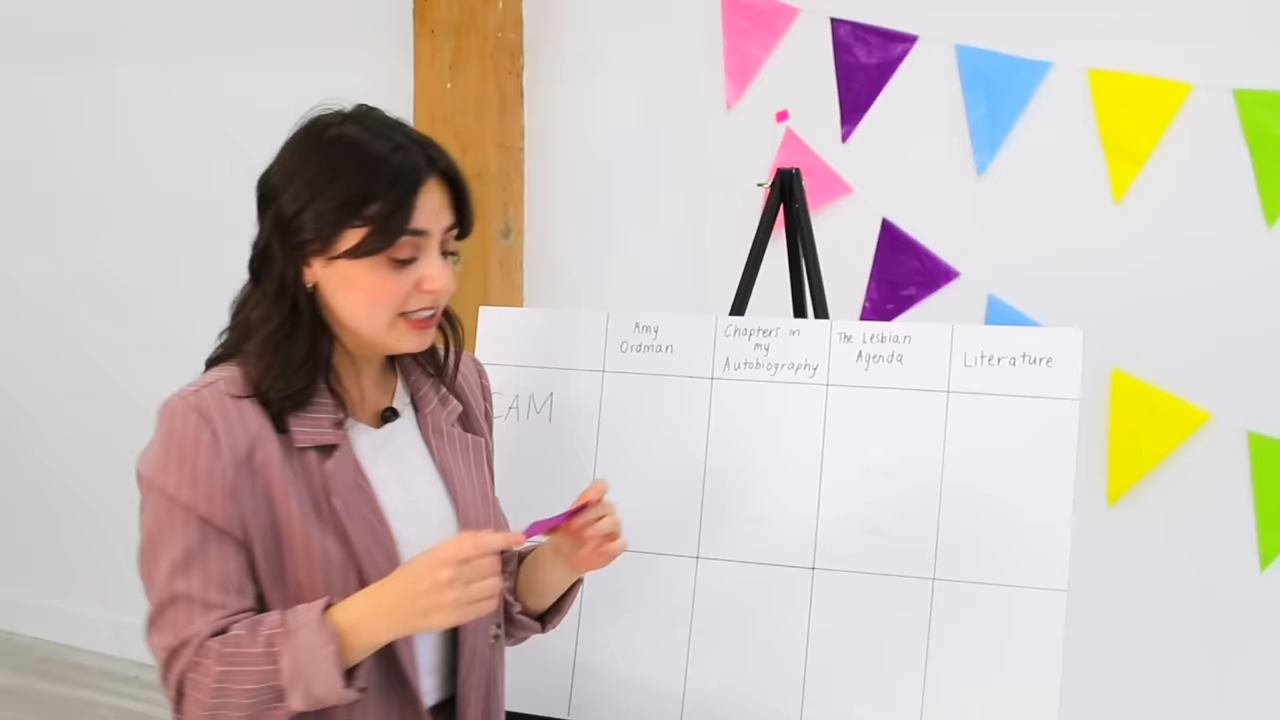 Amy
Ordman
Chapters in
my
Autobiography
The Lesbian
Agenda
Literature
CAM